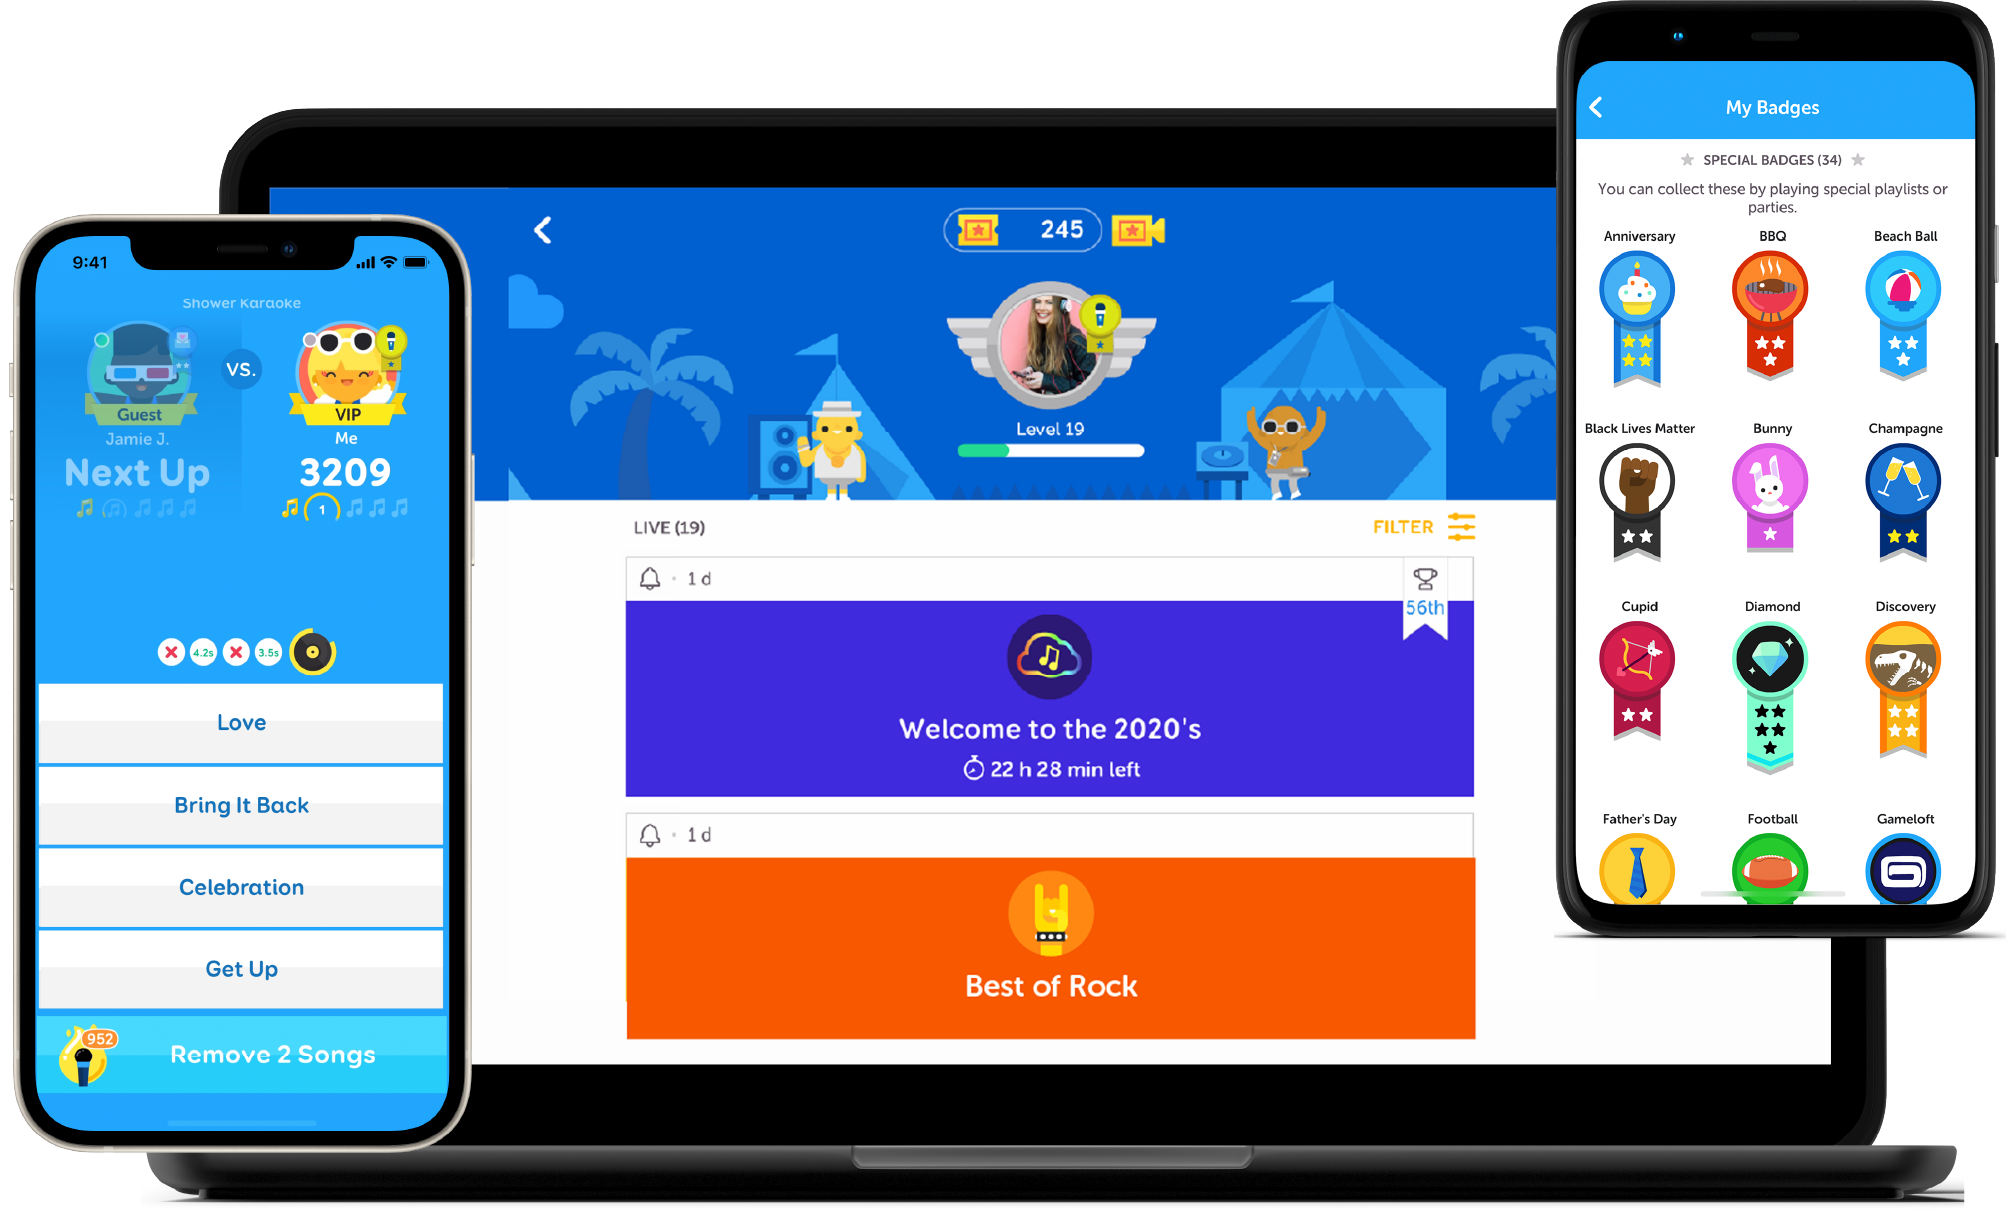 9:41
Shower Karaoke
VS.
Guest
VIP
Jamie J.
Me
Next Up
3209
1
4.2s
3.5s
Love
Bring It Back
Celebration
Get Up
952
Remove 2 Songs
245
Level 19
LIVE (19)
FILTER
1 d
56th
Welcome to the 2020's
22 h 28 min left
1 d
Best of Rock
My Badges
SPECIAL BADGES (34)
You can collect these by playing special playlists or
parties.
Anniversary
BBQ
Beach Ball
Black Lives Matter
Bunny
Champagne
Cupid
Diamond
Discovery
Father's Day
Football
Gameloft